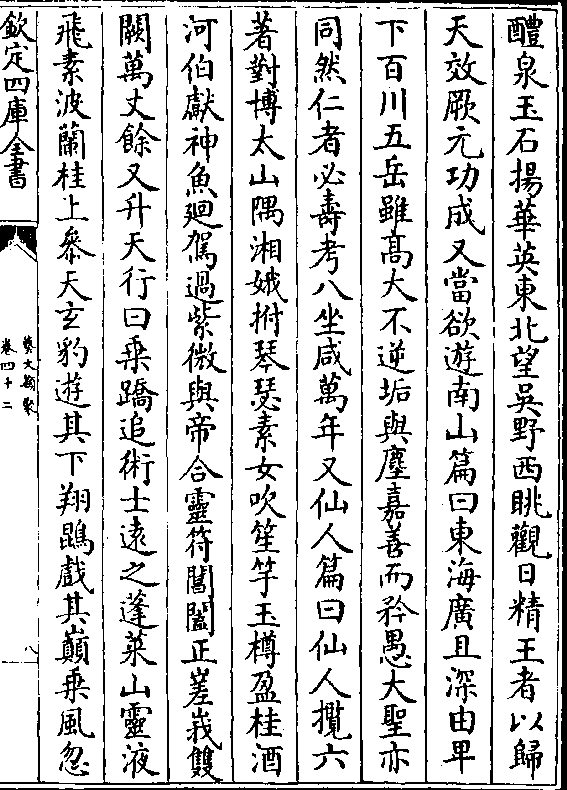 醴泉玉石揚華英東北望吳野西眺觀日精王者以歸
天效厥元功成又當欲遊南山篇曰東海廣且深由卑
下百川五岳雖髙大不逆垢與塵嘉善而矜愚大聖亦
同然仁者必壽考八坐咸萬年又仙人篇曰仙人攬六
著對博太山隅湘娥拊琴瑟素女吹笙竽玉樽盈桂酒
河伯獻神魚廻駕過紫微與帝合靈符閶闔正嵳峩雙
闕萬丈餘又升天行曰乗蹻追術士逺之蓬萊山靈液
飛素波蘭桂上叅天玄豹遊其下翔鵾戲其巔乗風忽
欽定四庫全書
藝文類聚
卷四十二
八